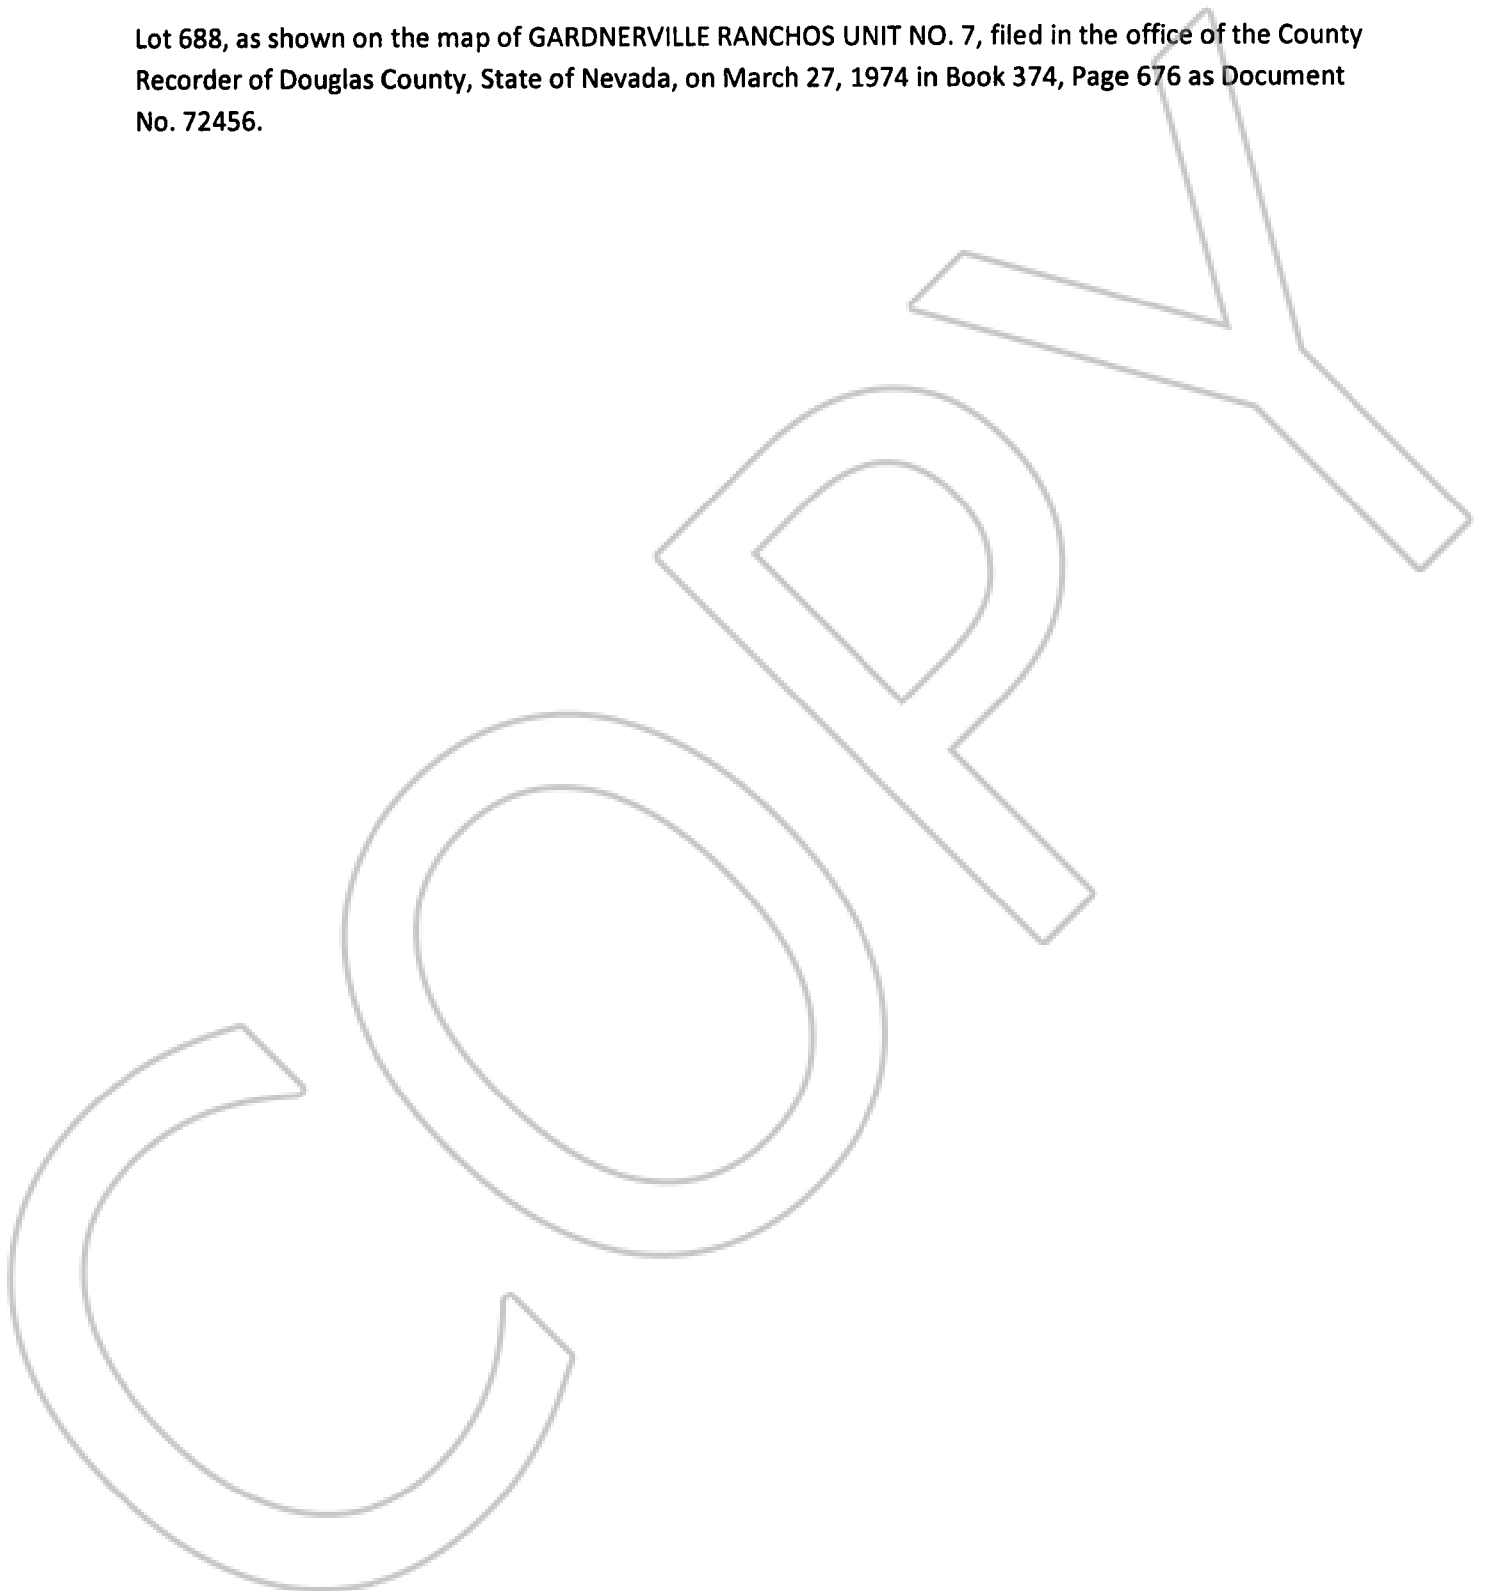 Lot 688, as shown on the map of GARDNERVILLE RANCHOS UNIT NO. 7, filed in the office of the County
Recorder of Douglas County, State of Nevada, on March 27, 1974 in Book 374, Page 676 as Document
No. 72456.
COPY